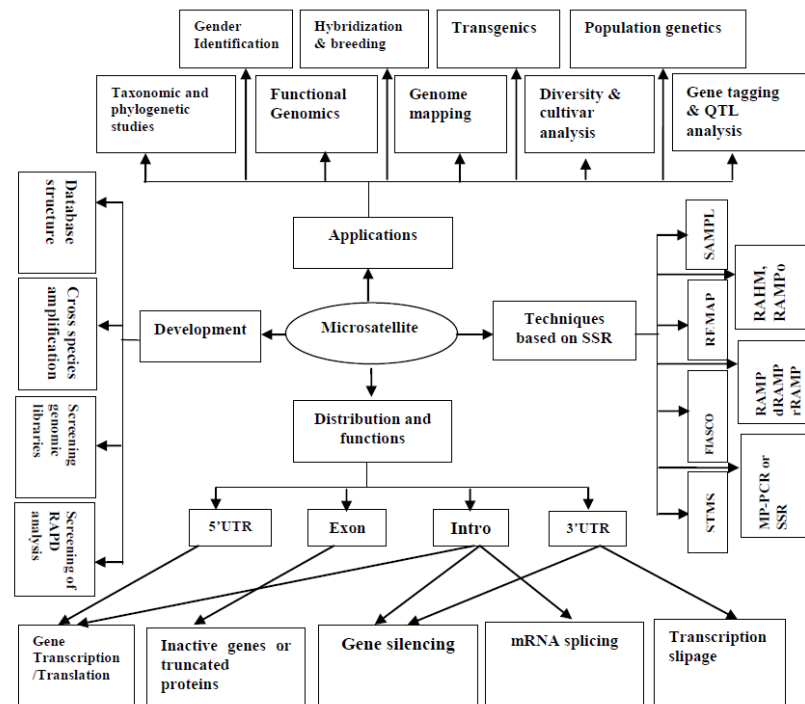 Gender
Identification
Hybridization
& breeding
Transgenics
Population genetics
Taxonomic and
phylogenetic
studies
Functional
Genomics
Genome
mapping
Diversity &
cultivar
analysis
Gene tagging
& QTL
analysis
Applications
Database
structure
Cross species
amplification
Screening
genomic
libraries
Screening of
RAPD
analysis
Development
Microsatellite
Techniques
based on SSR
SAMPL
RAHM,
RAMPo
REMAP
RAMP
dRAMP
rRAMP
FIASCO
MP-PCR or
SSR
STMS
Distribution and
functions
5'UTR
Exon
Intro
3'UTR
Gene
Transcription
/Translation
Inactive genes or
truncated
proteins
Gene silencing
mRNA splicing
Transcription
slipage